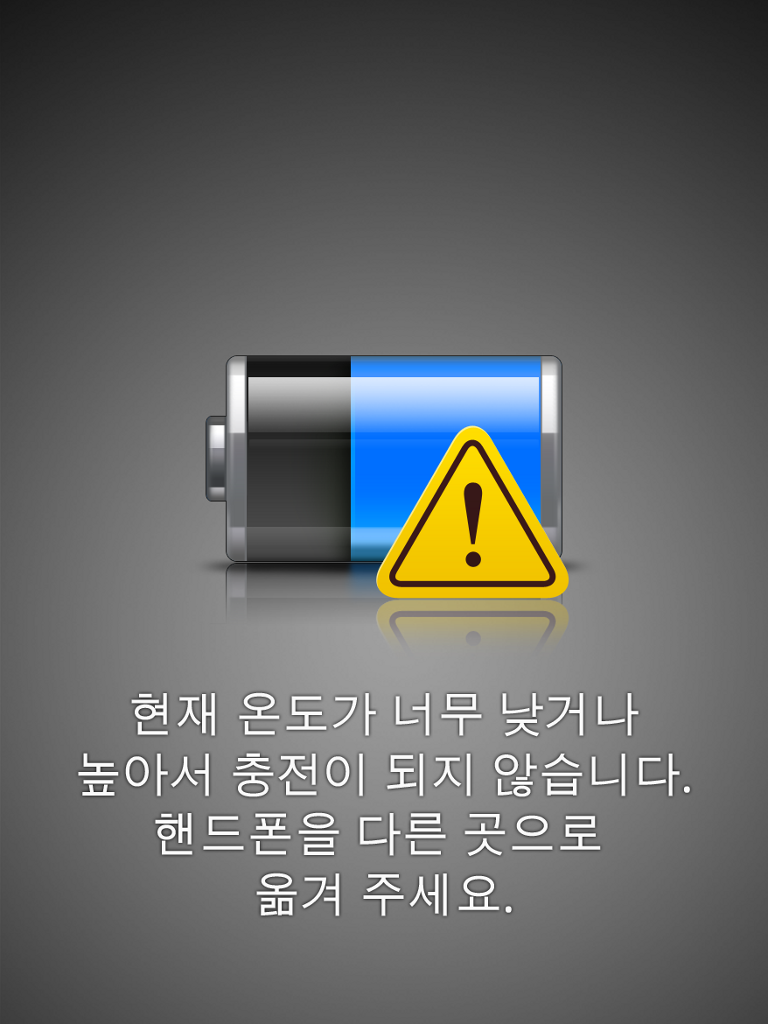 현재 온도가 너무 낮거나
높아서 충전이 되지 않습니다.
핸드폰을 다른 곳으로
옮겨 주세요.